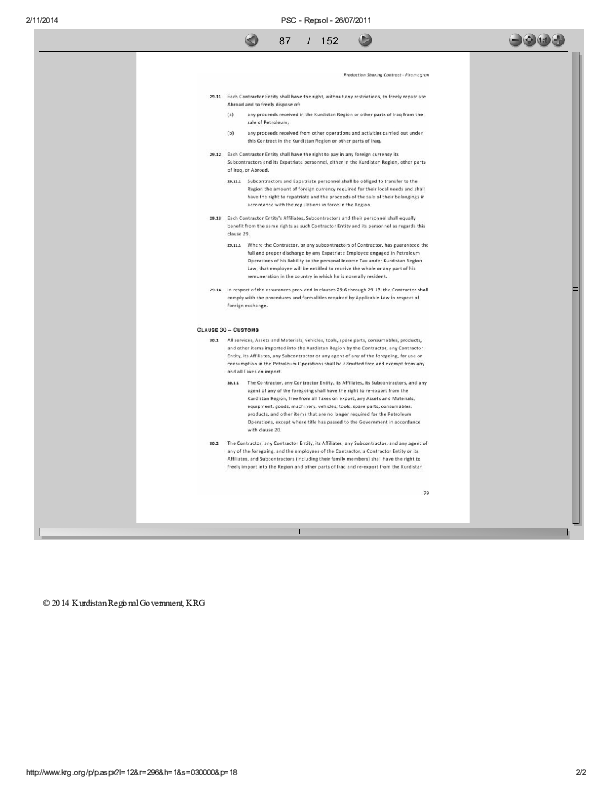 2/11/2014
PSC - Repsol - 26/07/2011
87 / 152
Production Sharing Contract - Piramagrun
29.11 Each Contractor Entity shall have the right, without any restrictions, to freely repatriate
Abroad and to freely dispose of:
(a) any proceeds received in the Kurdistan Region or other parts of Iraq from the
sale of Petroleum;
(b) any proceeds received from other operations and activities carried out under
this Contract in the Kurdistan Region or other parts of Iraq.
29.12 Each Contractor Entity shall have the right to pay in any foreign currency its
Subcontractors and its Expatriate personnel, either in the Kurdistan Region, other parts
of Iraq, or Abroad.
Subcontractors and Expatriate personnel shall be obliged to transfer to the
Region the amount of foreign currency required for their local needs and shall
have the right to repatriate and the proceeds of the sale of their belongings in
accordance with the regulations in force in the Region.
29.13 Each Contractor Entity's Affiliates, Subcontractors and their personnel shall equally
benefit from the same rights as such Contractor Entity and its personnel as regards this
clause 29.
Where the Contractor, or any subcontractors of Contractor, has guaranteed the
full and proper discharge by any Expatriate Employee engaged in Petroleum
Operations of his liability to the personal Income Tax under Kurdistan Region
Law, that employee will be entitled to receive the whole or any part of his
remuneration in the country in which he is normally resident.
29.14 In respect of the assurances provided in clauses 29.6 through 29.13, the Contractor shall
comply with the procedures and formalities required by Applicable Law in respect of
foreign exchange.
CLAUSE 30 – CUSTOMS
30.1 All services, Assets and Materials, vehicles, tools, spare parts, consumables, products,
and other items imported into the Kurdistan Region by the Contractor, any Contractor
Entity, its Affiliates, any Subcontractor or any agent of any of the foregoing, for use or
consumption in the Petroleum Operations shall be admitted free and exempt from any
and all Taxes on import.
The Contractor, any Contractor Entity, its Affiliates, its Subcontractors, and any
agent of any of the foregoing shall have the right to re-export from the
Kurdistan Region, free from all Taxes on export, any Assets and Materials,
equipment, goods, machinery, vehicles, tools, spare parts, consumables,
products, and other items that are no longer required for the Petroleum
Operations, except where title has passed to the Government in accordance
with clause 20.
30.2 The Contractor, any Contractor Entity, its Affiliates, any Subcontractor, and any agent of
any of the foregoing, and the employees of the Contractor, a Contractor Entity or its
Affiliates, and Subcontractors (including their family members) shall have the right to
freely import into the Region and other parts of Iraq and re-export from the Kurdistan
© 2014 Kurdistan Regional Government, KRG
http://www.krg.org/p/p.aspx?l=12&r=296&h=1&s=030000&p=18
2/2